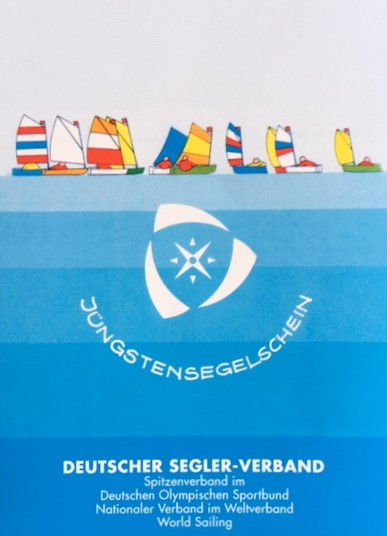 JÜNGSTENSEGELSCHEIN
DEUTSCHER SEGLER-VERBAND
Spitzenverband im
Deutschen Olympischen Sportbund
Nationaler Verband im Weltverband
World Sailing